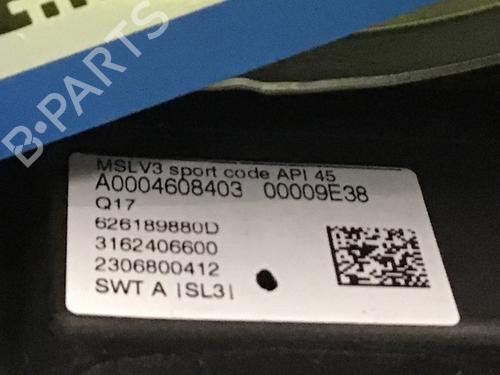 B-PARTS
MSLV3 sport code API 45
A0004608403 00009E38
Q17
626189880D
3162406600
2306800412
SWT A |SL3|